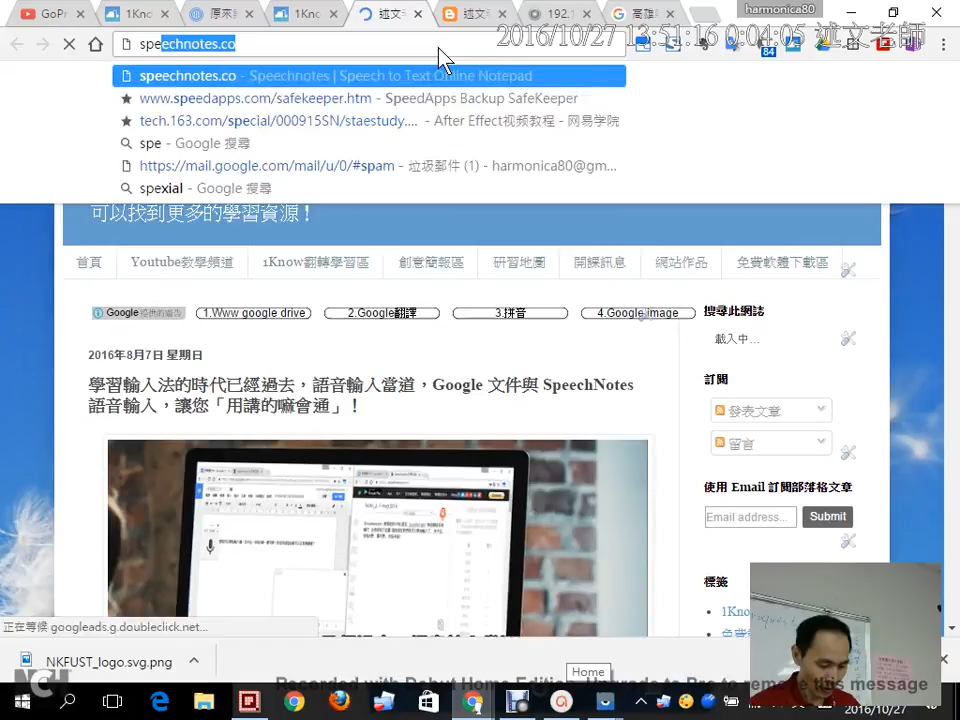 GoPr
1Knc
原來
1Knc
述文
述文
192.1
高雄
harmonica80
speechnotes.co
2016/10/27 13:51:16 0:04:05 述文老師
84
speechnotes.co - Speechnotes | Speech to Text Online Notepad
www.speedapps.com/safekeeper.htm - SpeedApps Backup SafeKeeper
tech.163.com/special/000915SN/staestudy.... - After Effect视频教程 - 网易学院
spe - Google 搜尋
https://mail.google.com/mail/u/0/#spam - 垃圾郵件 (1) - harmonica80@gm...
spexial - Google 搜尋
可以找到更多的學習資源！
首頁
Youtube教學頻道
1Know翻轉學習區
創意簡報區
研習地圖
開課訊息
網站作品
免費軟體下載區
Google 提供的廣告
1.Www google drive
2.Google翻譯
3.拼音
4.Google image
搜尋此網誌
載入中...
2016年8月7日 星期日
學習輸入法的時代已經過去，語音輸入當道，Google 文件與 SpeechNotes
語音輸入，讓您「用講的嘛會通」！
訂閱
發表文章
留言
使用 Email 訂閱部落格文章
Email address...
Submit
標籤
1Kno
免費
正在等候 googleads.g.doubleclick.net...
NKFUST_logo.svg.png
Home
Recorded with Debut Home Edition. Upgrade to Pro to remove this message
2016/10/27